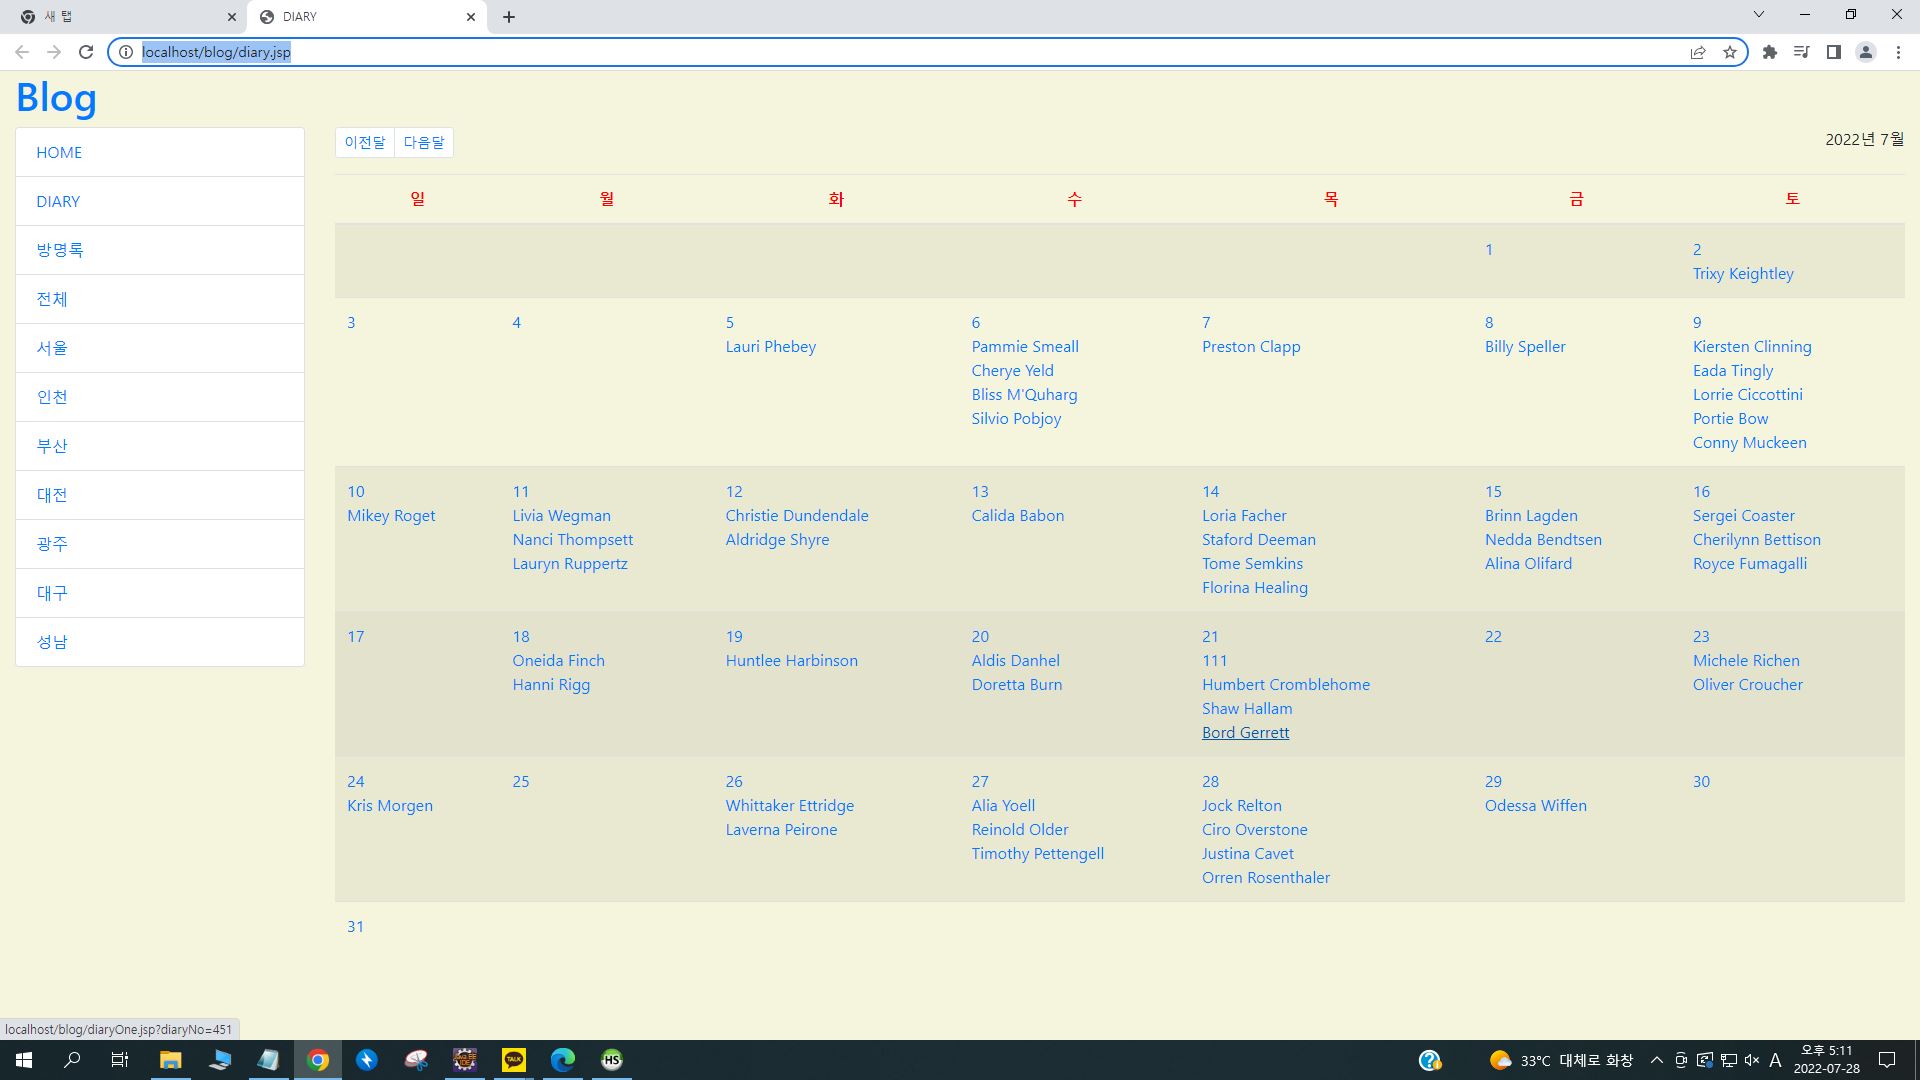 새 탭
DIARY
localhost/blog/diary.jsp
Blog
HOME
DIARY
방명록
전체
서울
인천
부산
대전
광주
대구
성남
이전달 다음달
2022년 7월
일 월 화 수 목 금 토
1
2
Trixy Keightley
3
4
5
Lauri Phebey
6
Pammie Smeall
Cherye Yeld
Bliss M'Quharg
Silvio Pobjoy
7
Preston Clapp
8
Billy Speller
9
Kiersten Clinning
Eada Tingly
Lorrie Ciccottini
Portie Bow
Conny Muckeen
10
Mikey Roget
11
Livia Wegman
Nanci Thompsett
Lauryn Ruppertz
12
Christie Dundendale
Aldridge Shyre
13
Calida Babon
14
Loria Facher
Staford Deeman
Tome Semkins
Florina Healing
15
Brinn Lagden
Nedda Bendtsen
Alina Olifard
16
Sergei Coaster
Cherilynn Bettison
Royce Fumagalli
17
18
Oneida Finch
Hanni Rigg
19
Huntlee Harbinson
20
Aldis Danhel
Doretta Burn
21
111
Humbert Cromblehome
Shaw Hallam
Bord Gerrett
22
23
Michele Richen
Oliver Croucher
24
Kris Morgen
25
26
Whittaker Ettridge
Laverna Peirone
27
Alia Yoell
Reinold Older
Timothy Pettengell
28
Jock Relton
Ciro Overstone
Justina Cavet
Orren Rosenthaler
29
Odessa Wiffen
30
31
localhost/blog/diaryOne.jsp?diaryNo=451
TALK
HS
33°C 대체로 화창
A
오후 5:11
2022-07-28